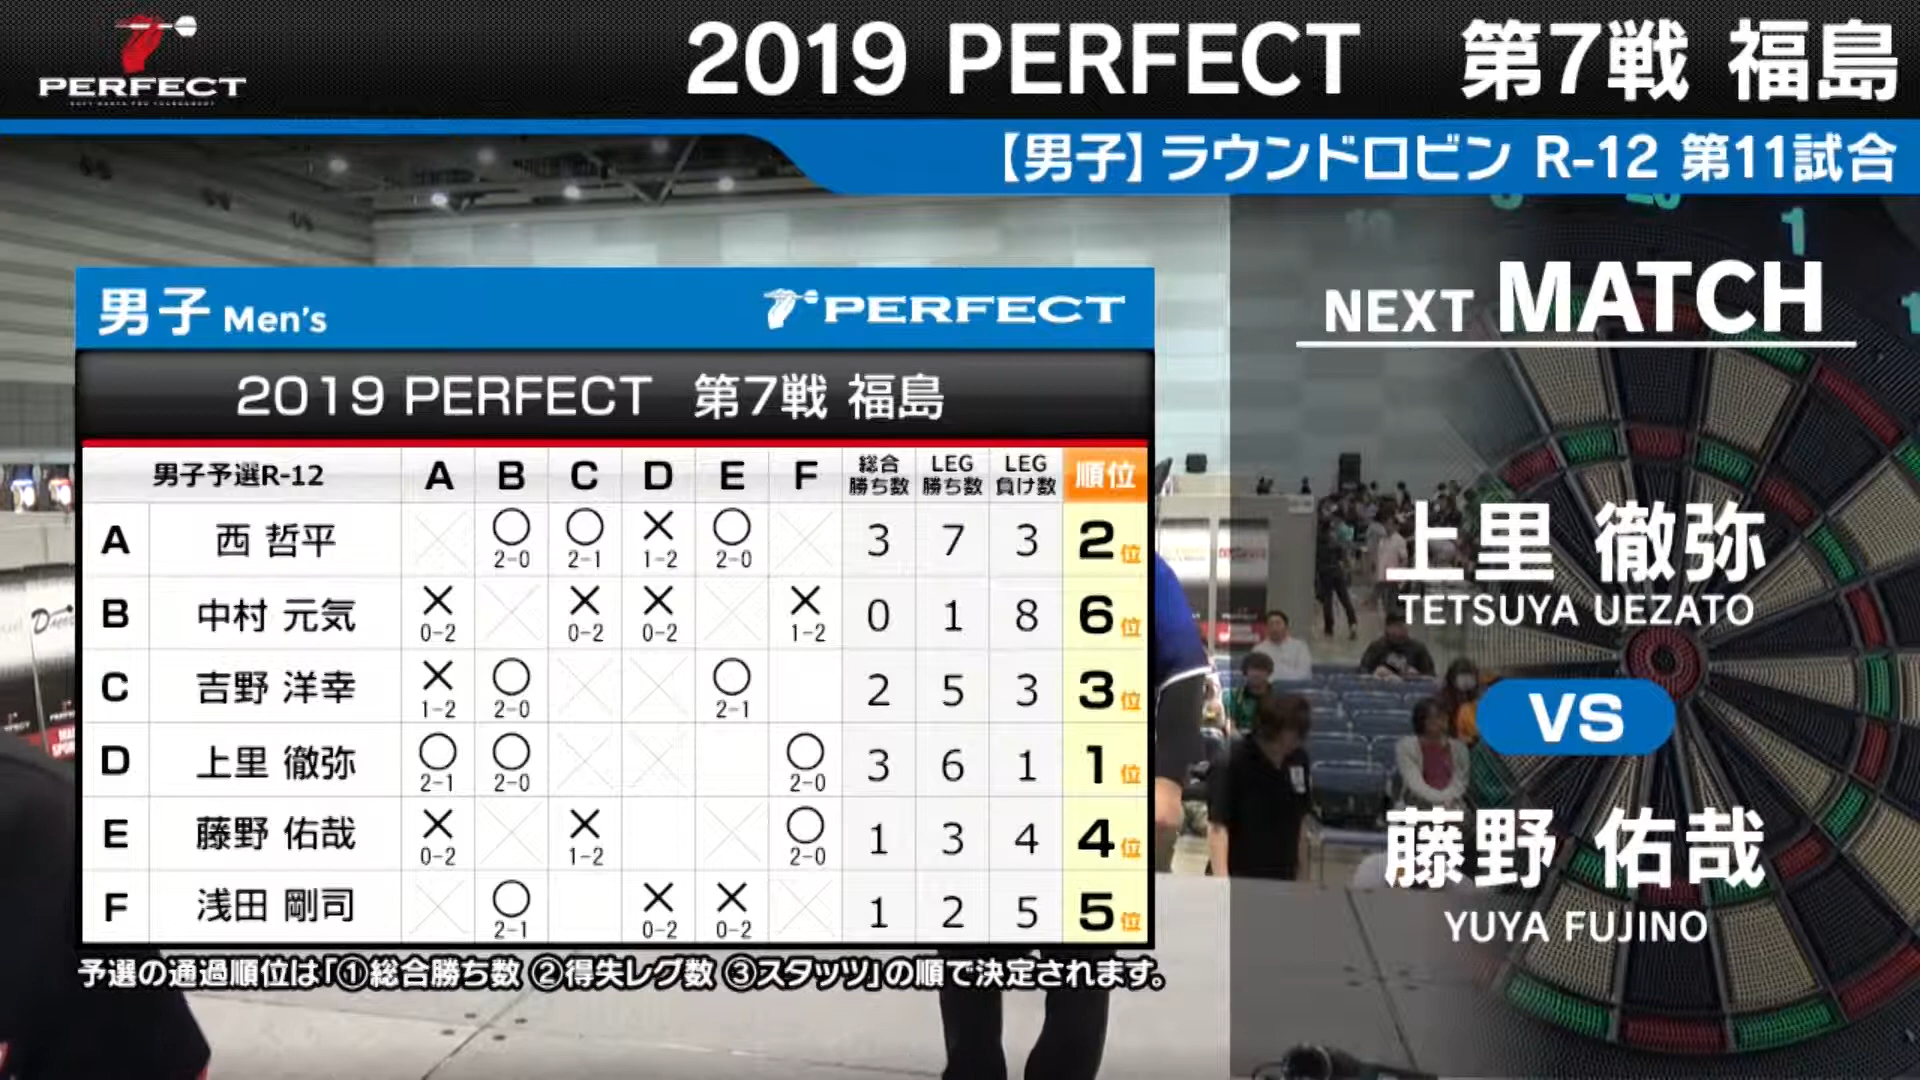 PERFECT
2019 PERFECT 第7戦 福島
【男子】ラウンドロビン R-12 第11試合
男子 Men's
PERFECT
2019 PERFECT 第7戦 福島
男子予選R-12 A B C D E F 総合勝ち数 LEG勝ち数 LEG負け数 順位
A 西 哲平 ○ 2-0 ○ 2-1 × 1-2 ○ 2-0 3 7 3 2位
B 中村 元気 × 0-2 × 0-2 × 0-2 × 1-2 0 1 8 6位
C 吉野 洋幸 × 1-2 ○ 2-0 ○ 2-1 2 5 3 3位
D 上里 徹弥 ○ 2-1 ○ 2-0 ○ 2-0 3 6 1 1位
E 藤野 佑哉 × 0-2 × 1-2 ○ 2-0 1 3 4 4位
F 浅田 剛司 ○ 2-1 × 0-2 × 0-2 1 2 5 5位
予選の通過順位は「①総合勝ち数 ②得失レグ数 ③スタッツ」の順で決定されます。
NEXT MATCH
上里 徹弥
TETSUYA UEZATO
VS
藤野 佑哉
YUYA FUJINO